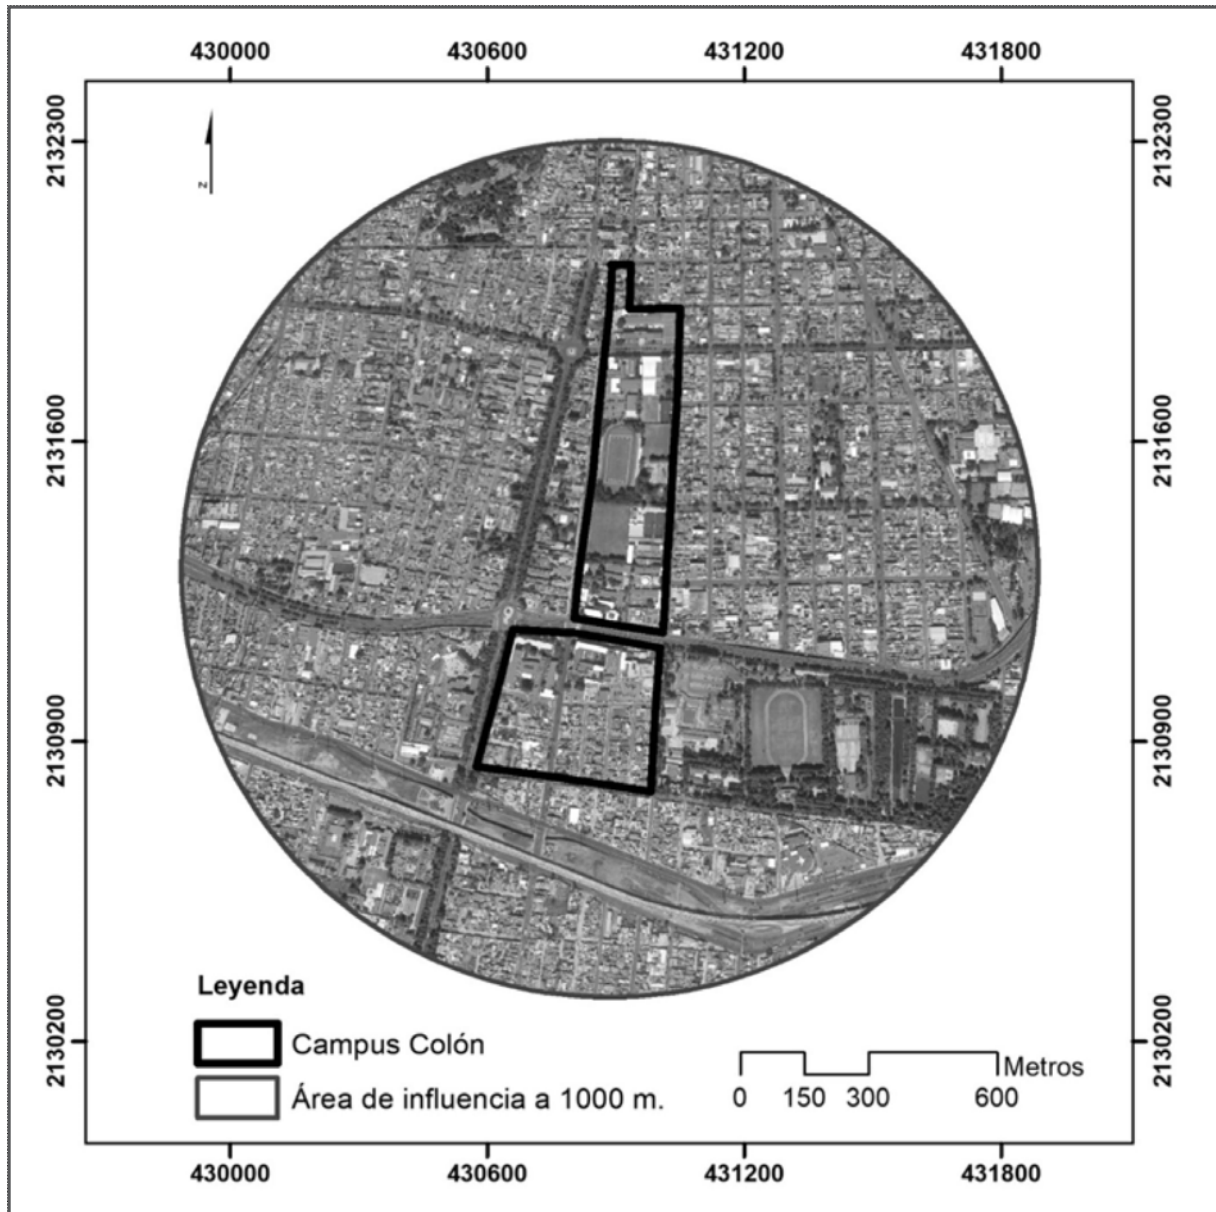 430000 430600 431200 431800
2132300 2132300
N
2131600 2131600
2130900 2130900
Leyenda
2130200 2130200
Campus Colón
Metros
Área de influencia a 1000 m.
0 150 300 600
430000 430600 431200 431800